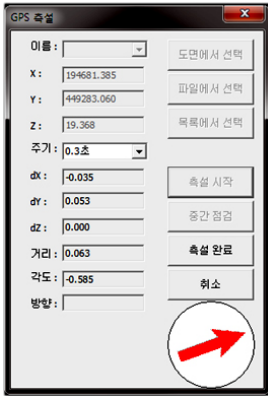 GPS 측설
이름 :
도면에서 선택
X : 194681.385
파일에서 선택
Y : 449283.060
Z : 19.368
목록에서 선택
주기 : 0.3초
dX : -0.035
측설 시작
dY : 0.053
중간 점검
dZ : 0.000
거리 : 0.063
측설 완료
각도 : -0.585
취소
방향 :